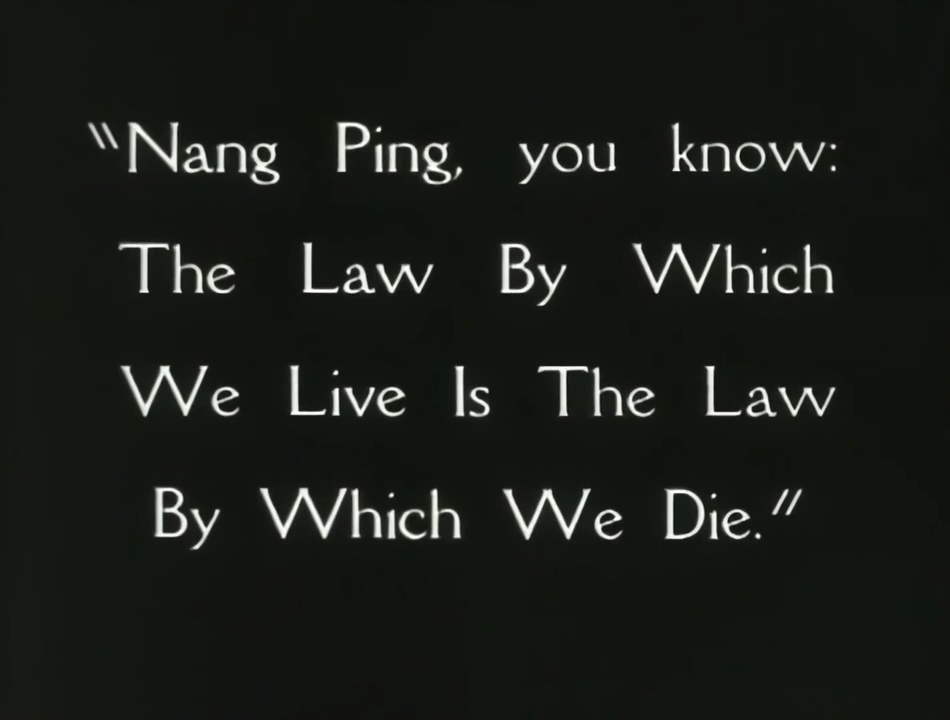 "Nang Ping, you know:
The Law By Which
We Live Is The Law
By Which We Die."